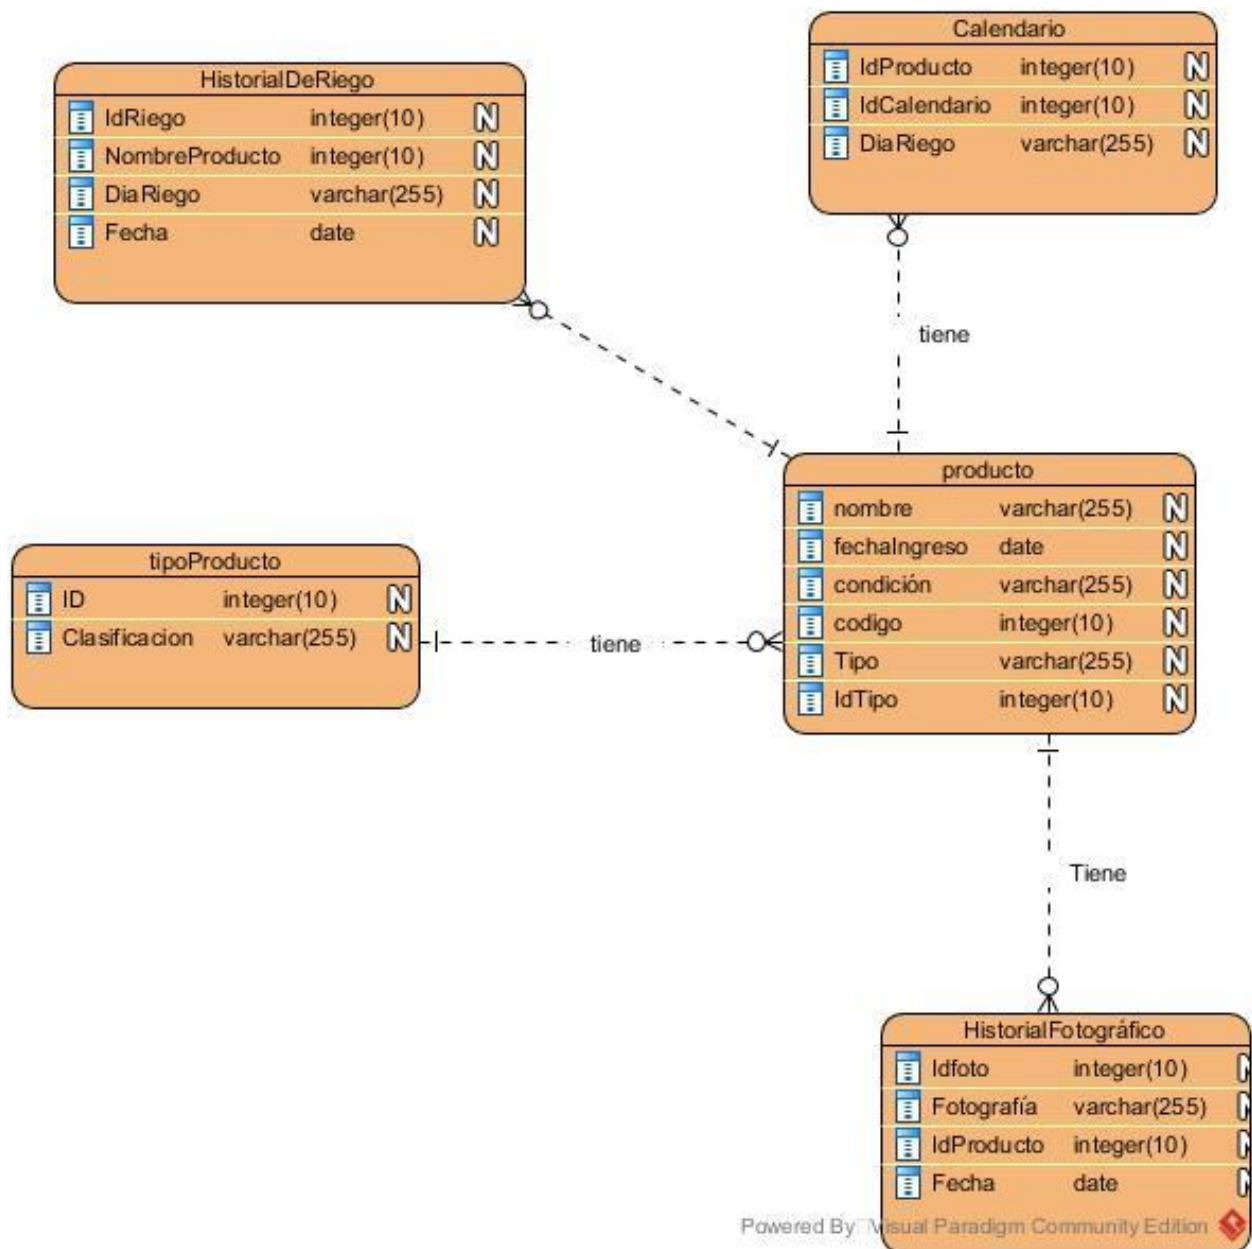 Calendario
IdProducto integer(10) N
IdCalendario integer(10) N
DiaRiego varchar(255) N
HistorialDeRiego
IdRiego integer(10) N
NombreProducto integer(10) N
DiaRiego varchar(255) N
Fecha date N
tiene
producto
nombre varchar(255) N
fechaIngreso date N
condición varchar(255) N
codigo integer(10) N
Tipo varchar(255) N
IdTipo integer(10) N
tipoProducto
ID integer(10) N
Clasificacion varchar(255) N
tiene
Tiene
HistorialFotográfico
Idfoto integer(10) N
Fotografía varchar(255) N
IdProducto integer(10) N
Fecha date N
Powered By Visual Paradigm Community Edition